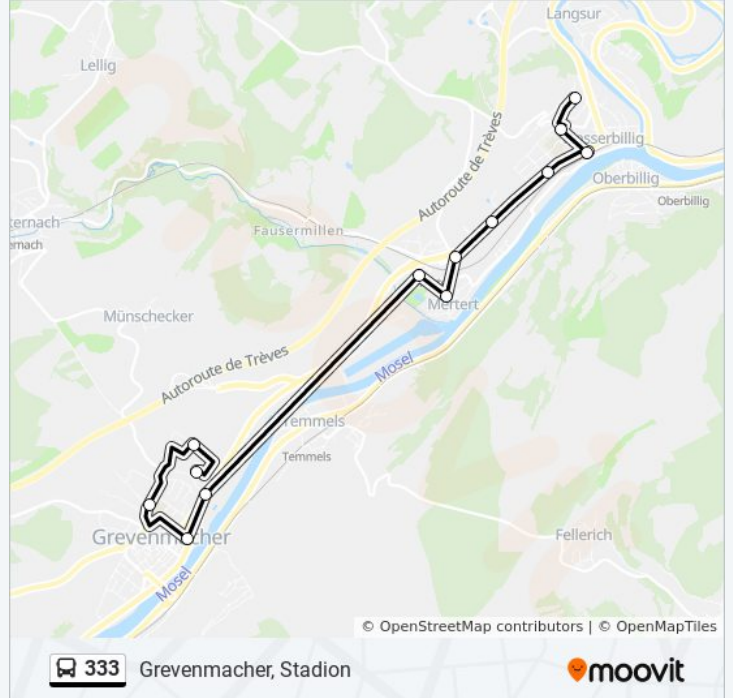 Langsur
Lellig
Autoroute de Trèves
Oberbillig
Oberbillig
Fausermillen
Mertert
Münschecker
Autoroute de Trèves
Mosel
Temmels
Temmels
Grevenmacher
Fellerich
Mosel
© OpenStreetMap contributors | © OpenMapTiles
333 Grevenmacher, Stadion
moovit